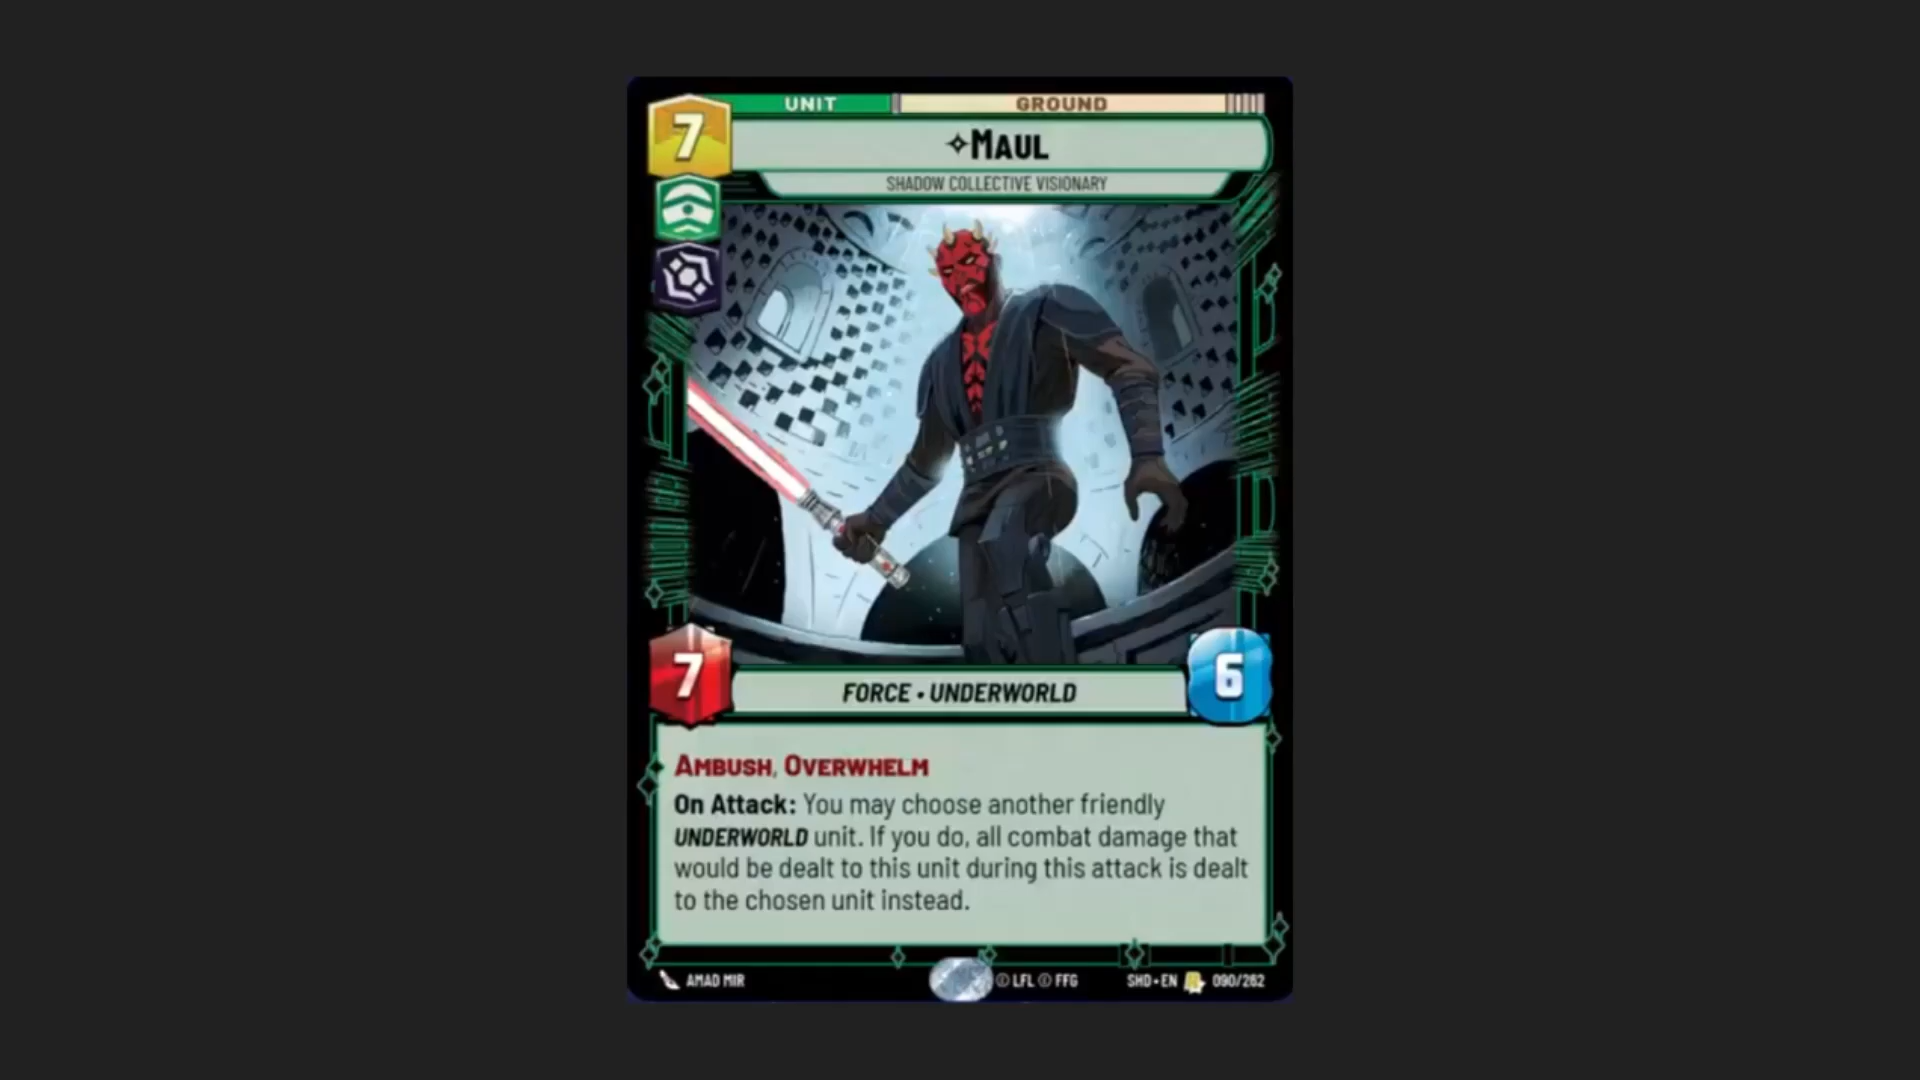 UNIT
GROUND
7
MAUL
SHADOW COLLECTIVE VISIONARY
7
FORCE • UNDERWORLD
6
AMBUSH, OVERWHELM
On Attack: You may choose another friendly
UNDERWORLD unit. If you do, all combat damage that
would be dealt to this unit during this attack is dealt
to the chosen unit instead.
AMAD MIR
© LFL © FFG
SHD•EN
090/262